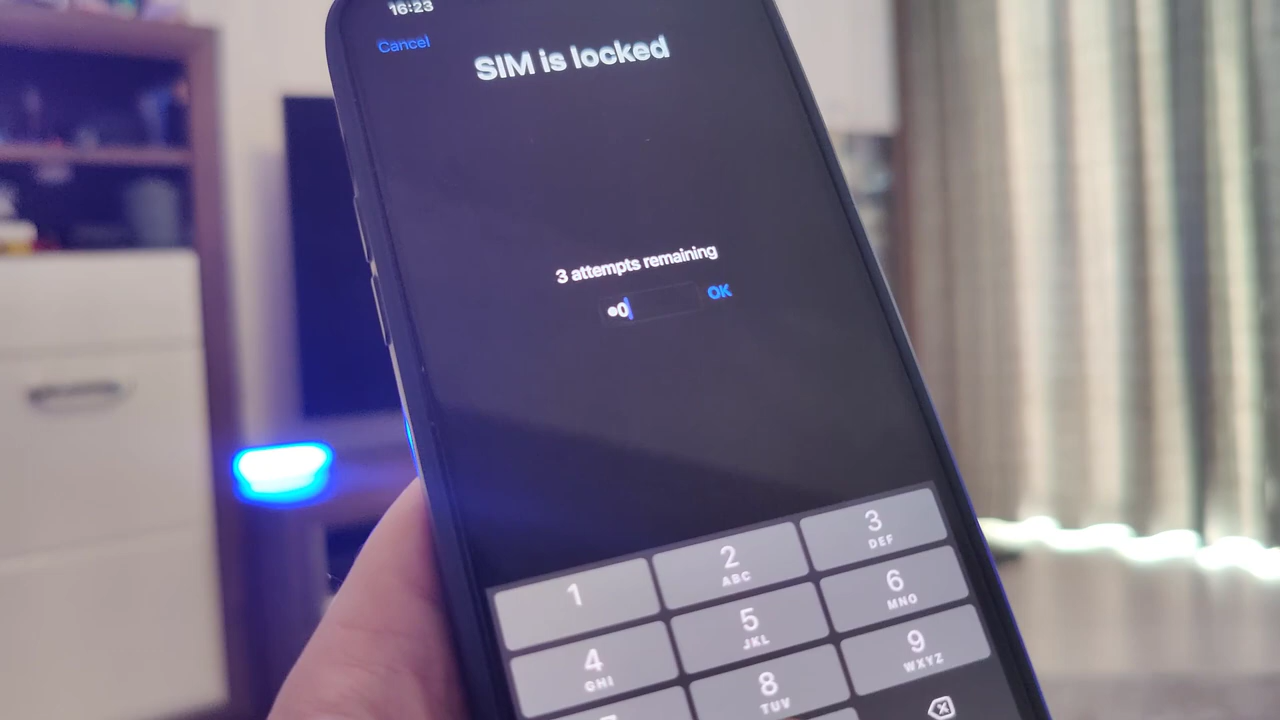 16:23
Cancel
SIM is locked
3 attempts remaining
•0
OK
1
2
ABC
3
DEF
4
GHI
5
JKL
6
MNO
8
TUV
9
WXYZ